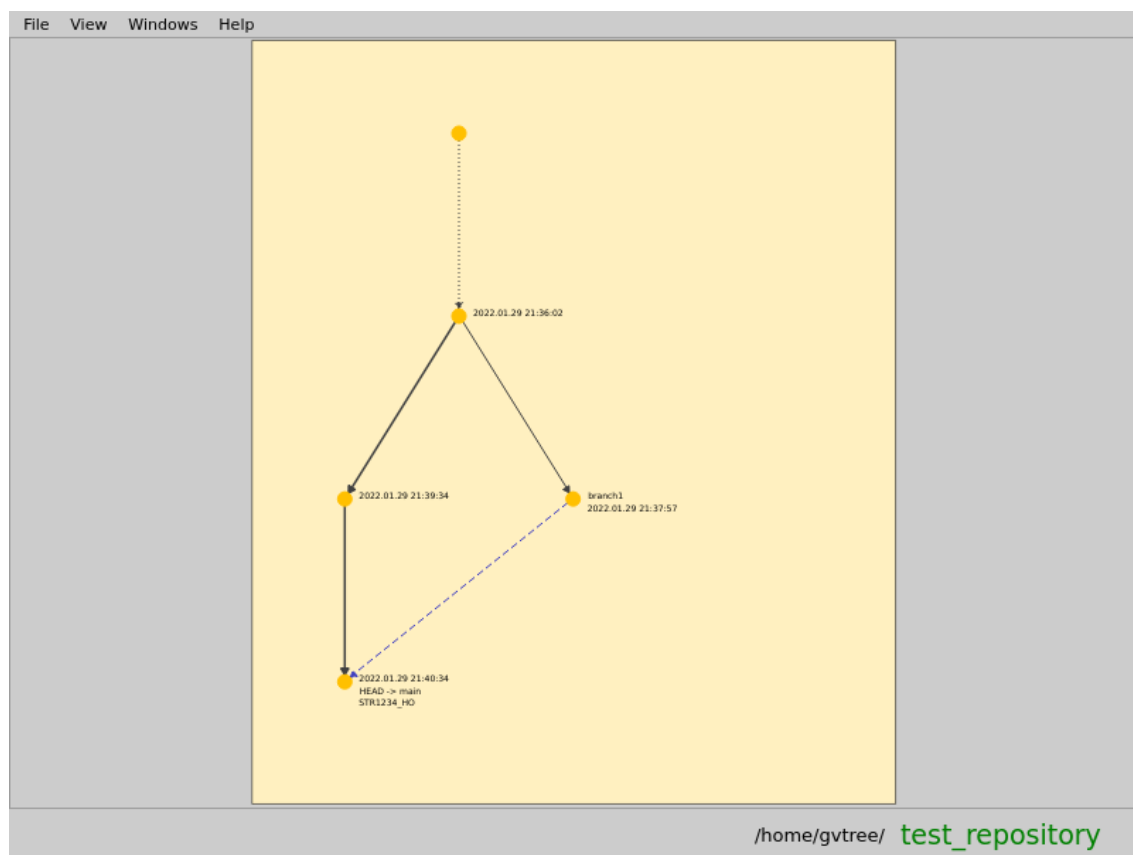 File View Windows Help
2022.01.29 21:36:02
2022.01.29 21:39:34
branch1
2022.01.29 21:37:57
2022.01.29 21:40:34
HEAD -> main
STR1234_HO
/home/gvtree/ test_repository